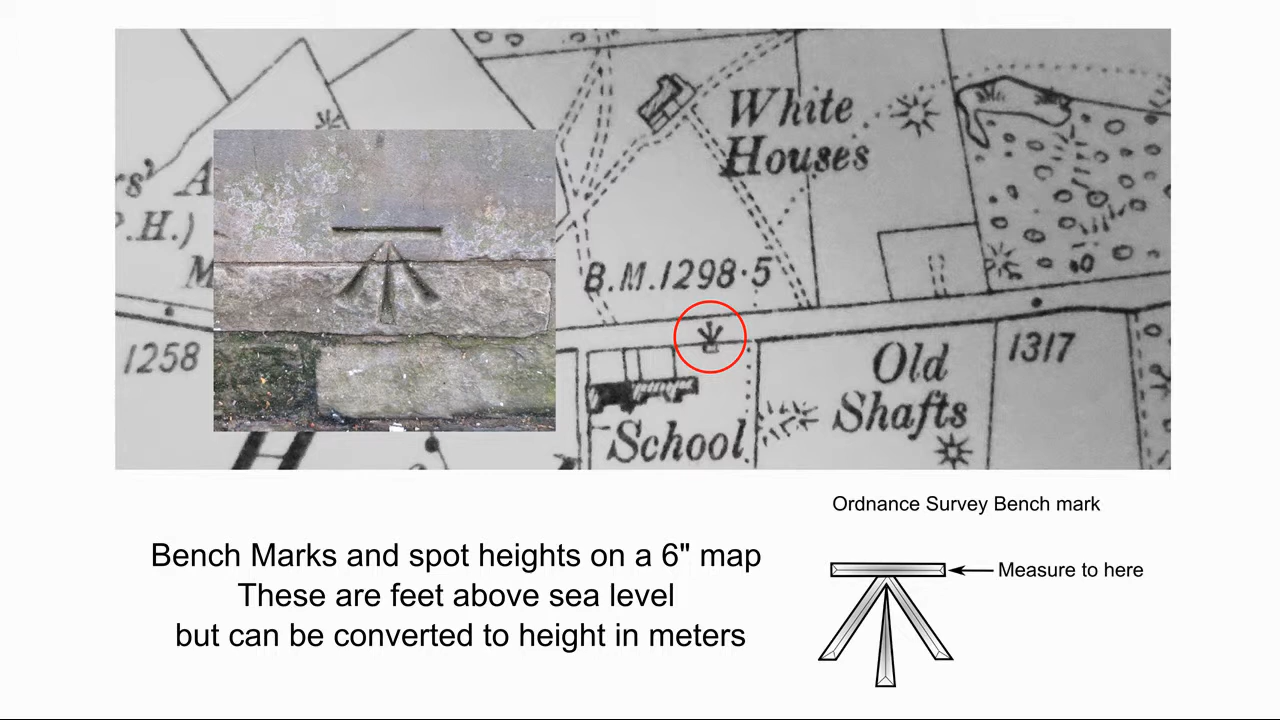 White
Houses
rs' A
P.H.)
M
B.M.1298·5
1258
1317
Old
Shafts
School
Ordnance Survey Bench mark
Bench Marks and spot heights on a 6" map
These are feet above sea level
but can be converted to height in meters
Measure to here